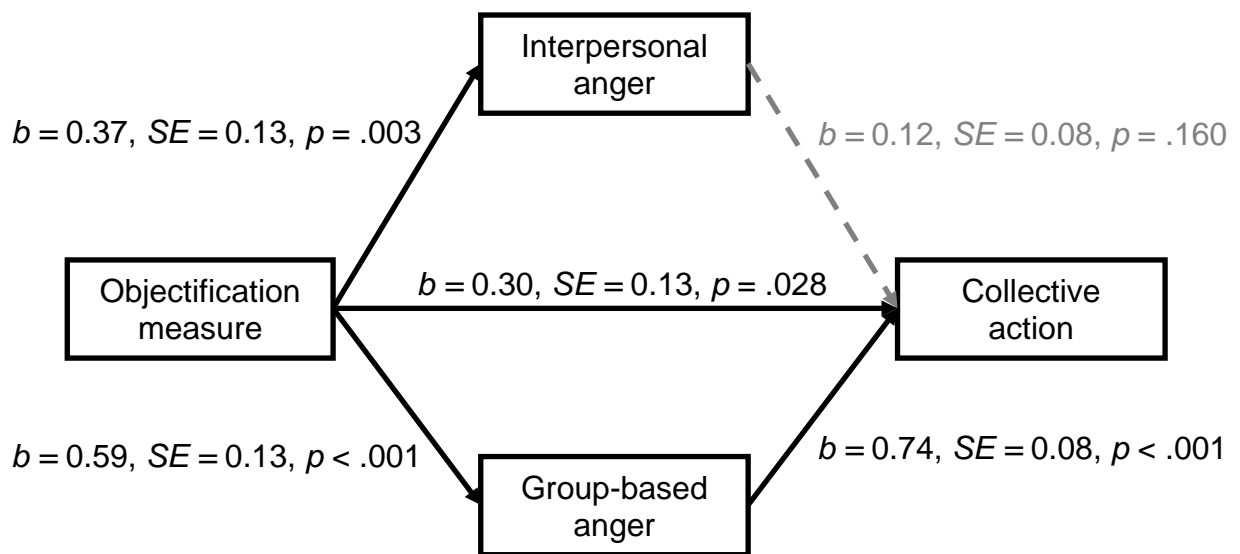 Interpersonal
anger
b = 0.37, SE = 0.13, p = .003
b = 0.12, SE = 0.08, p = .160
Objectification
measure
b = 0.30, SE = 0.13, p = .028
Collective
action
b = 0.59, SE = 0.13, p < .001
b = 0.74, SE = 0.08, p < .001
Group-based
anger